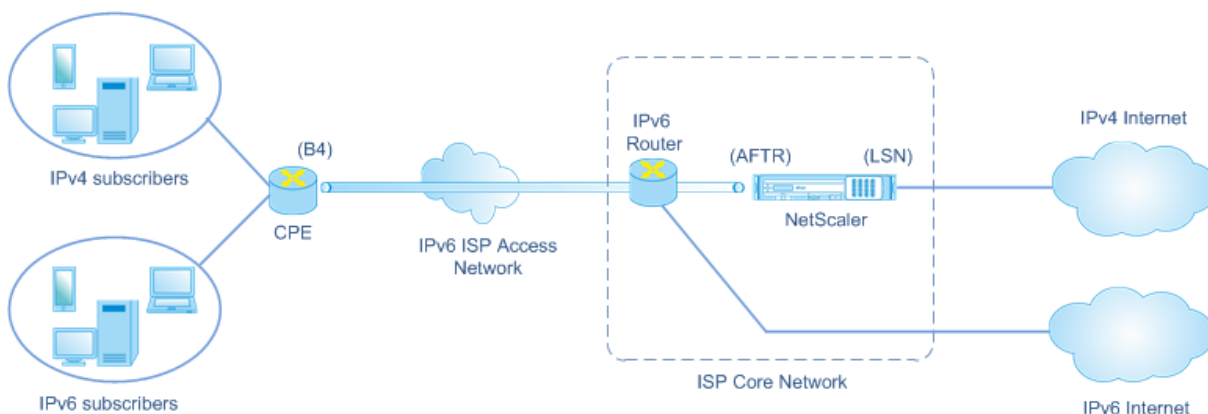 IPv4 subscribers
IPv6 subscribers
(B4)
CPE
IPv6 ISP Access
Network
IPv6
Router
(AFTR)
(LSN)
NetScaler
ISP Core Network
IPv4 Internet
IPv6 Internet